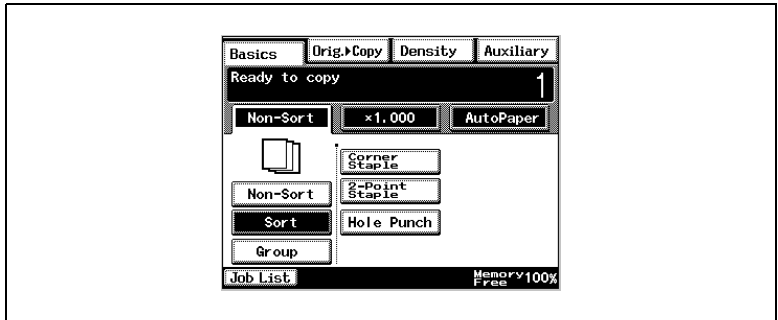 Basics Orig.▶Copy Density Auxiliary
Ready to copy 1
Non-Sort ×1.000 AutoPaper
Corner
Staple
Non-Sort
2-Point
Staple
Sort
Hole Punch
Group
Job List
Memory
Free 100%